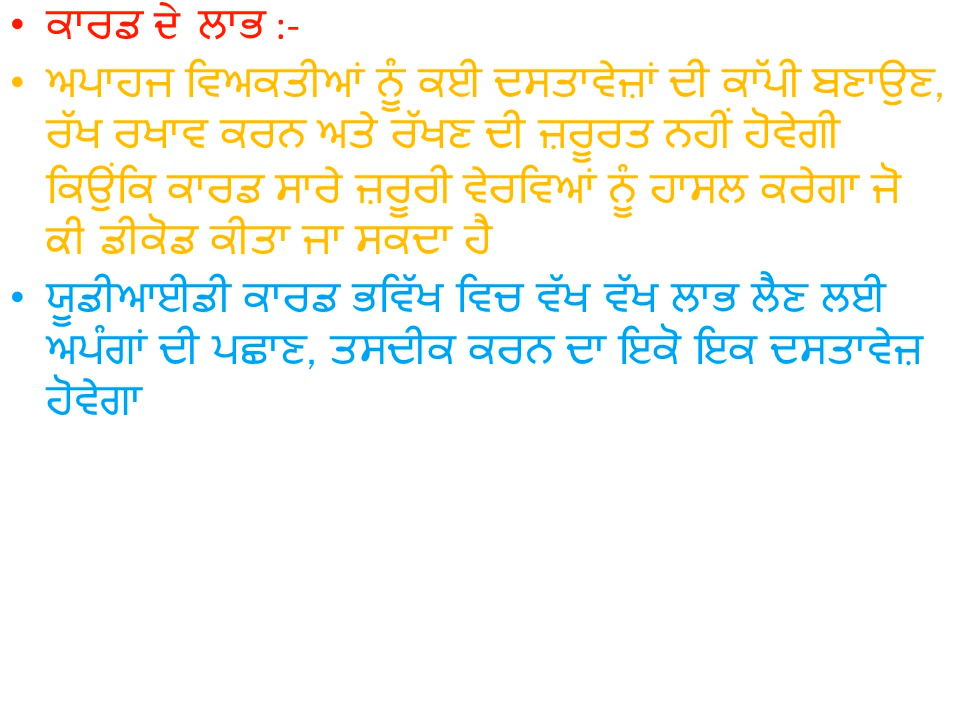 • ਕਾਰਡ ਦੇ ਲਾਭ :-
• ਅਪਾਹਜ ਵਿਅਕਤੀਆਂ ਨੂੰ ਕਈ ਦਸਤਾਵੇਜ਼ਾਂ ਦੀ ਕਾੱਪੀ ਬਣਾਉਣ,
ਰੱਖ ਰਖਾਵ ਕਰਨ ਅਤੇ ਰੱਖਣ ਦੀ ਜ਼ਰੂਰਤ ਨਹੀਂ ਹੋਵੇਗੀ
ਕਿਉਂਕਿ ਕਾਰਡ ਸਾਰੇ ਜ਼ਰੂਰੀ ਵੇਰਵਿਆਂ ਨੂੰ ਹਾਸਲ ਕਰੇਗਾ ਜੋ
ਕੀ ਡੀਕੋਡ ਕੀਤਾ ਜਾ ਸਕਦਾ ਹੈ
• ਯੂਡੀਆਈਡੀ ਕਾਰਡ ਭਵਿੱਖ ਵਿਚ ਵੱਖ ਵੱਖ ਲਾਭ ਲੈਣ ਲਈ
ਅਪੰਗਾਂ ਦੀ ਪਛਾਣ, ਤਸਦੀਕ ਕਰਨ ਦਾ ਇਕੋ ਇਕ ਦਸਤਾਵੇਜ਼
ਹੋਵੇਗਾ